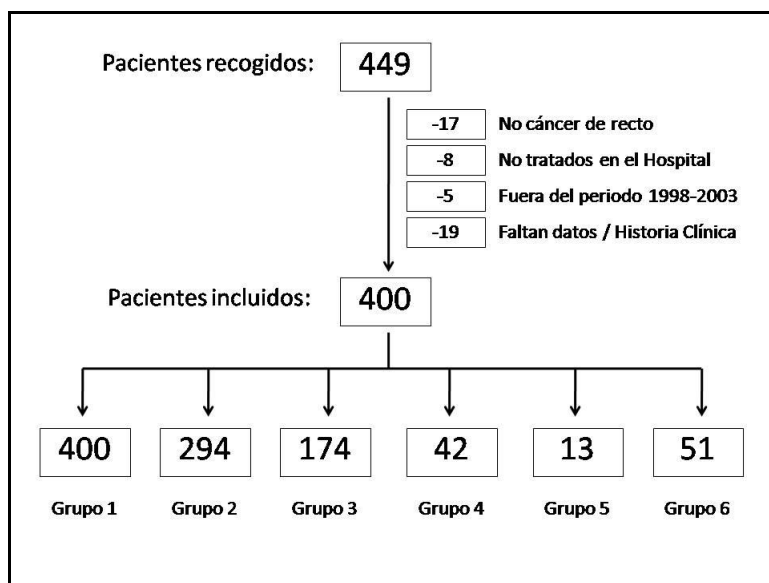 Pacientes recogidos: 449
-17 No cáncer de recto
-8 No tratados en el Hospital
-5 Fuera del periodo 1998-2003
-19 Faltan datos / Historia Clínica
Pacientes incluidos: 400
400 294 174 42 13 51
Grupo 1 Grupo 2 Grupo 3 Grupo 4 Grupo 5 Grupo 6